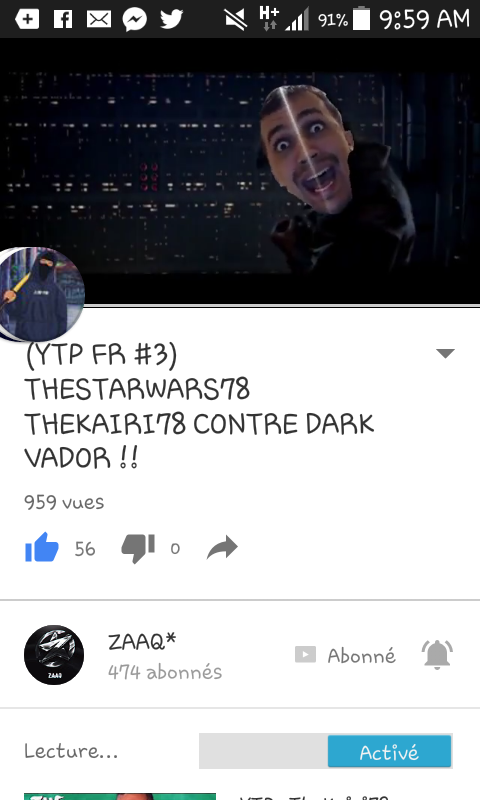 H+ 91% 9:59 AM
(YTP FR #3)
THESTARWARS78
THEKAIRI78 CONTRE DARK
VADOR !!
959 vues
56 0
ZAAQ*
474 abonnés
Abonné
ZAAQ
Lecture...
Activé